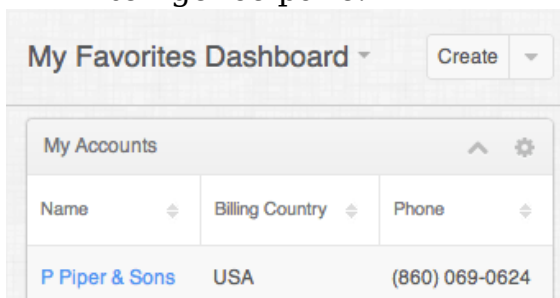 My Favorites Dashboard Create
My Accounts
Name Billing Country Phone
P Piper & Sons USA (860) 069-0624